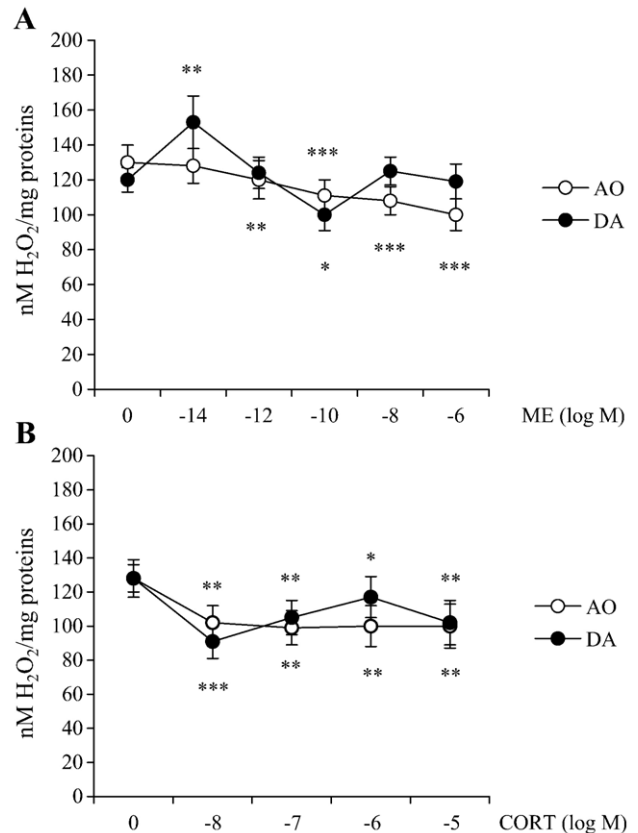 A
200
180
160
140
120
100
80
60
40
20
0
nM H₂O₂/mg proteins
**
***
**
*
***
***
AO
DA
0 -14 -12 -10 -8 -6 ME (log M)
B
200
180
160
140
120
100
80
60
40
20
0
nM H₂O₂/mg proteins
** ** * **
*** ** ** **
AO
DA
0 -8 -7 -6 -5 CORT (log M)